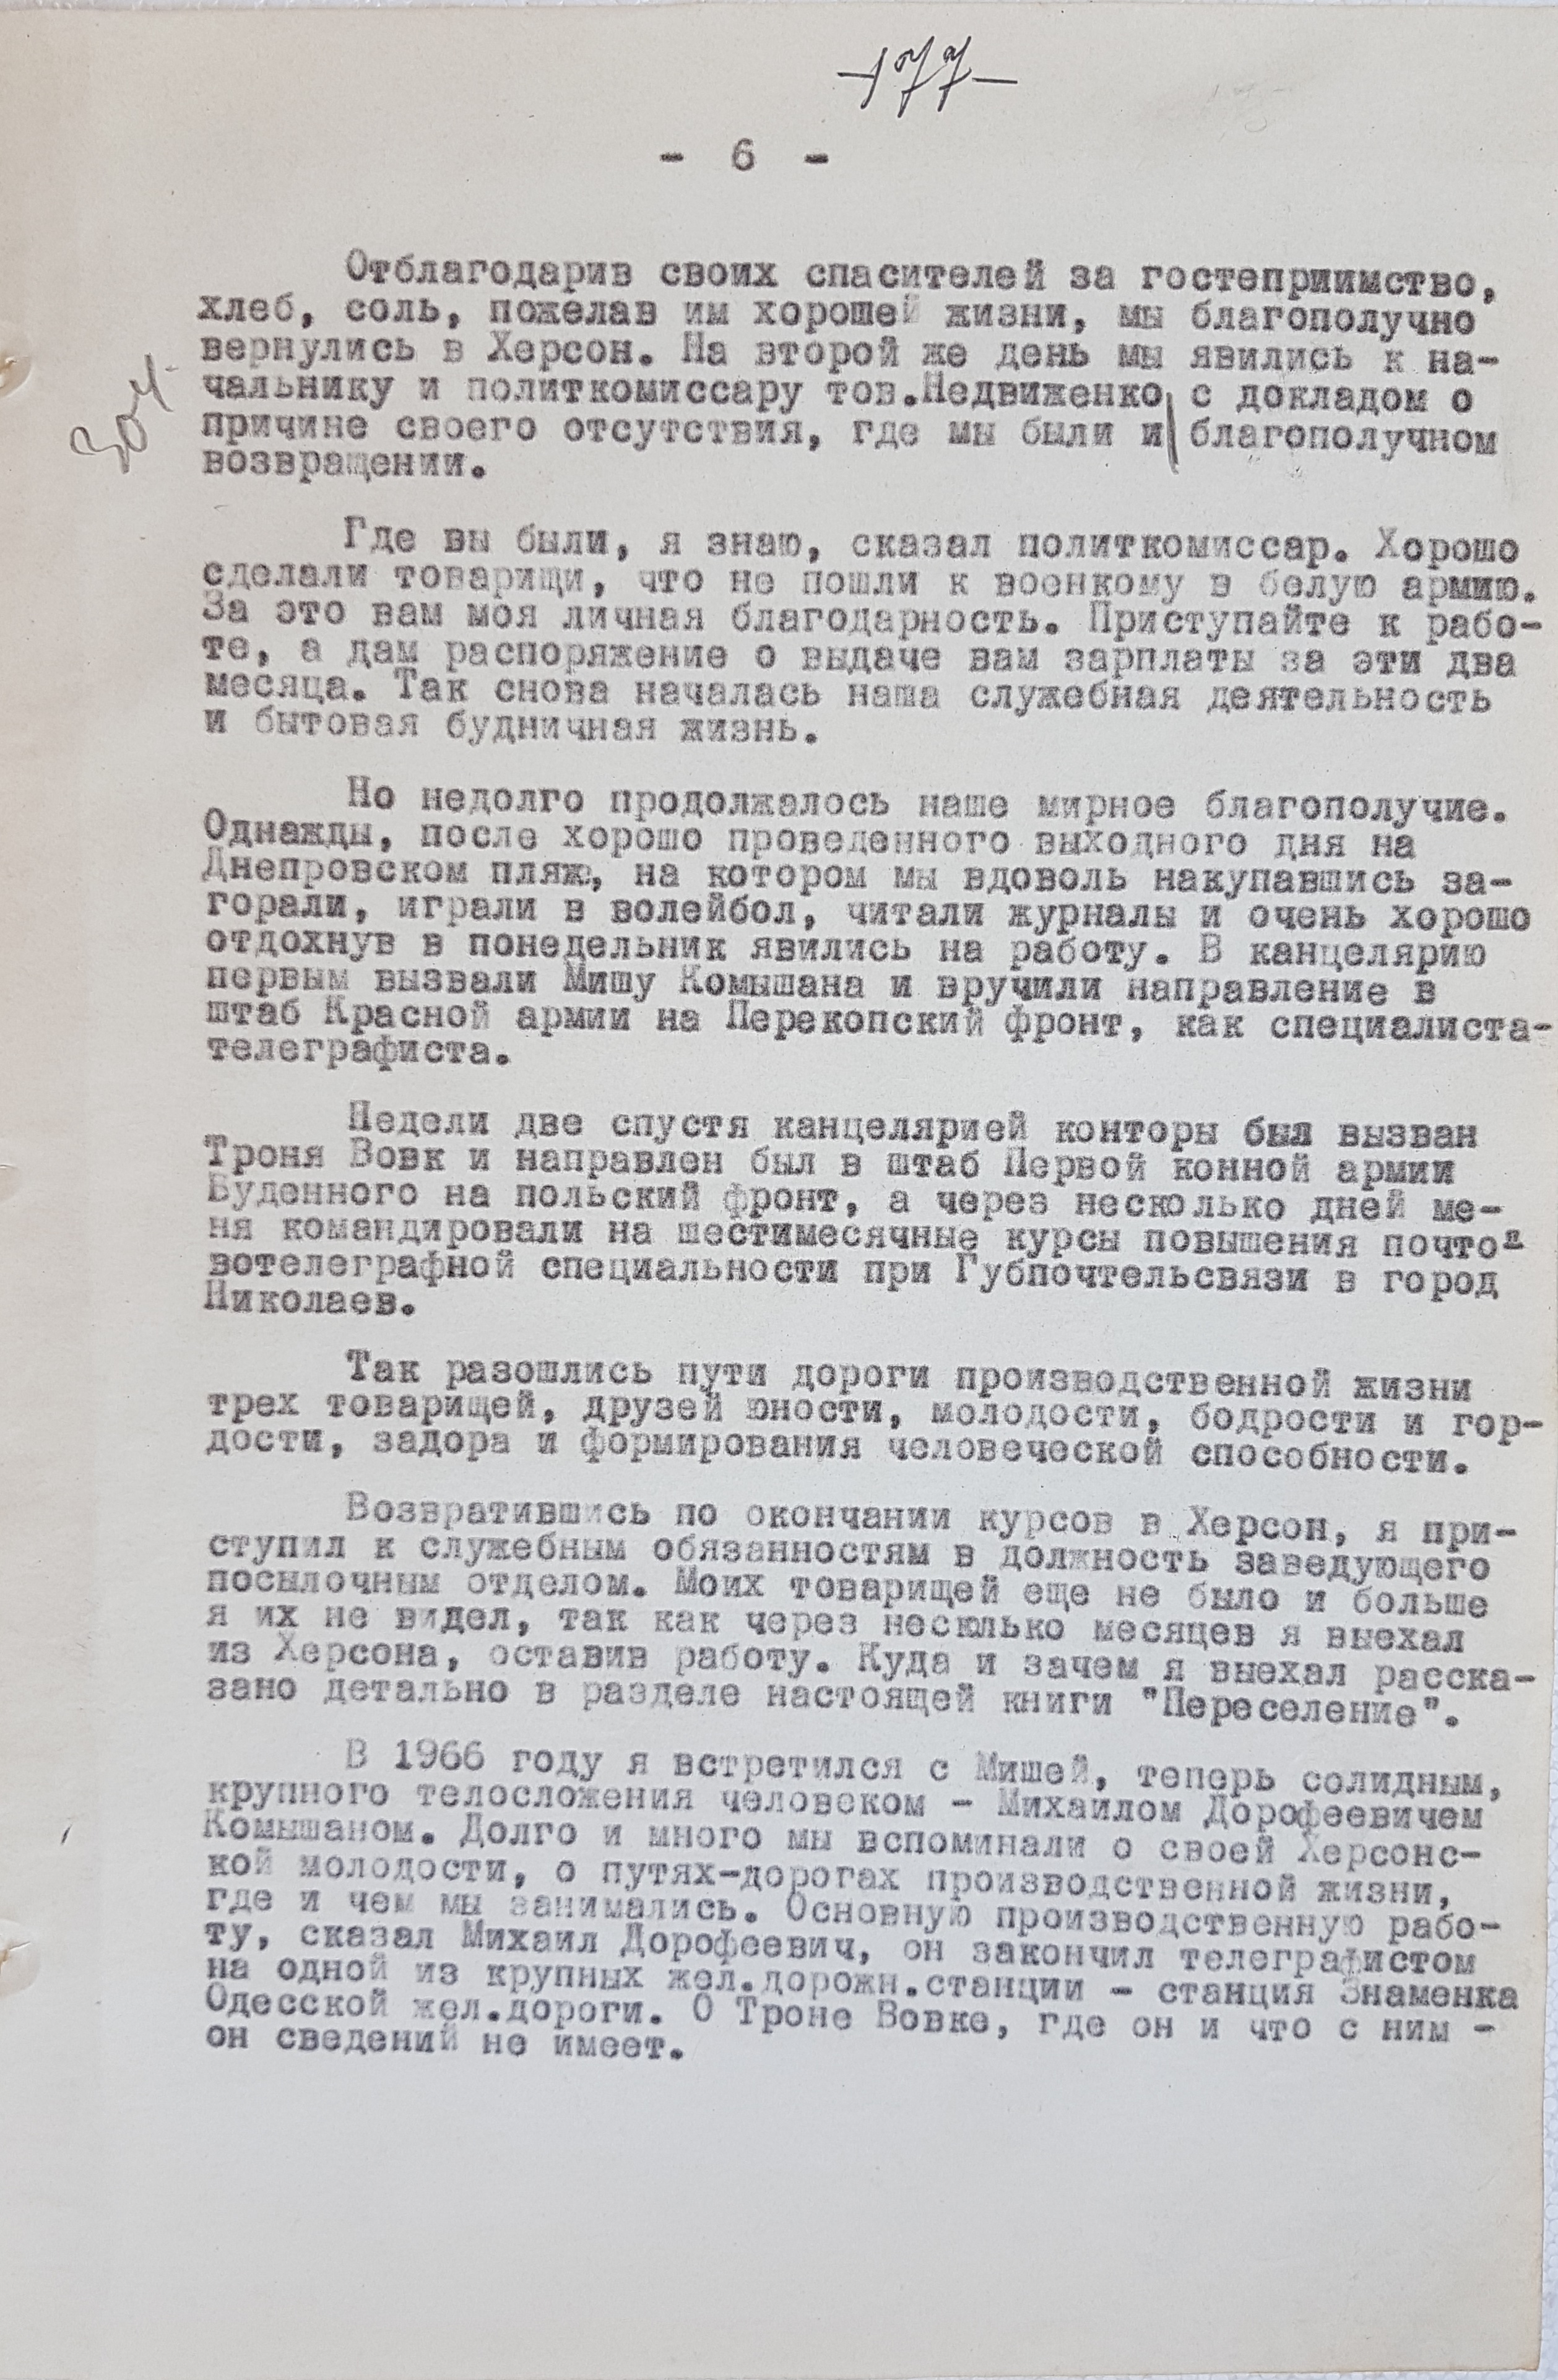 -177-
- 6 -
Отблагодарив своих спасителей за гостеприимство,
хлеб, соль, пожелав им хорошей жизни, мы благополучно
вернулись в Херсон. На второй же день мы явились к на-
чальнику и политкомиссару тов.Недвиженко с докладом о
причине своего отсутствия, где мы были и благополучном
возвращении.
Где вы были, я знаю, сказал политкомиссар. Хорошо
сделали товарищи, что не пошли к военкому в белую армию.
За это вам моя личная благодарность. Приступайте к рабо-
те, а дам распоряжение о выдаче вам зарплаты за эти два
месяца. Так снова началась наша служебная деятельность
и бытовая будничная жизнь.
Но недолго продолжалось наше мирное благополучие.
Однажды, после хорошо проведенного выходного дня на
Днепровском пляж, на котором мы вдоволь накупавшись за-
горали, играли в волейбол, читали журналы и очень хорошо
отдохнув в понедельник явились на работу. В канцелярию
первым вызвали Мишу Комышана и вручили направление в
штаб Красной армии на Перекопский фронт, как специалиста-
телеграфиста.
Недели две спустя канцелярией конторы был вызван
Троня Вовк и направлен был в штаб Первой конной армии
Буденного на польский фронт, а через несколько дней ме-
ня командировали на шестимесячные курсы повышения почто-
вотелеграфной специальности при Губпочтельсвязи в город
Николаев.
Так разошлись пути дороги производственной жизни
трех товарищей, друзей юности, молодости, бодрости и гор-
дости, задора и формирования человеческой способности.
Возвратившись по окончании курсов в Херсон, я при-
ступил к служебным обязанностям в должность заведующего
посылочным отделом. Моих товарищей еще не было и больше
я их не видел, так как через несколько месяцев я выехал
из Херсона, оставив работу. Куда и зачем я выехал расска-
зано детально в разделе настоящей книги "Переселение".
В 1966 году я встретился с Мишей, теперь солидным,
крупного телосложения человеком - Михаилом Дорофеевичем
Комышаном. Долго и много мы вспоминали о своей Херсонс-
кой молодости, о путях-дорогах производственной жизни,
где и чем мы занимались. Основную производственную рабо-
ту, сказал Михаил Дорофеевич, он закончил телеграфистом
на одной из крупных жел.дорожн.станции - станция Знаменка
Одесской жел.дороги. О Троне Вовке, где он и что с ним -
он сведений не имеет.
304.